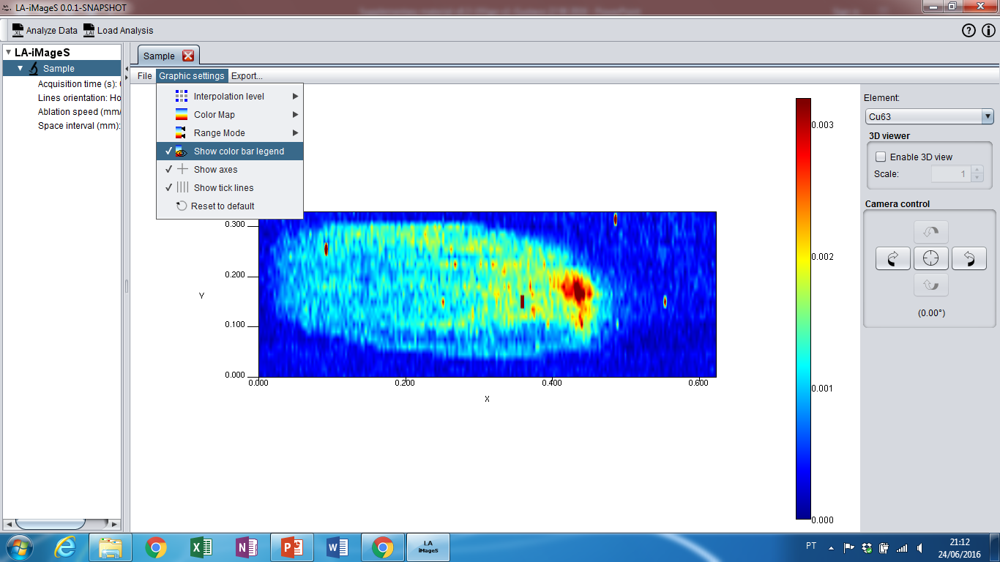 LA-iMageS 0.0.1-SNAPSHOT
Analyze Data Load Analysis
LA-iMageS
Sample
Acquisition time (s):
Lines orientation: Ho
Ablation speed (mm/
Space interval (mm):
Sample
File Graphic settings Export...
Interpolation level
Color Map
Range Mode
Show color bar legend
Show axes
Show tick lines
Reset to default
0.300
0.200
0.100
0.000
Y
0.000 0.200 0.400 0.600
X
0.003
0.002
0.001
0.000
Element:
Cu63
3D viewer
Enable 3D view
Scale: 1
Camera control
(0.00°)
LA
iMageS
PT
21:12
24/06/2016